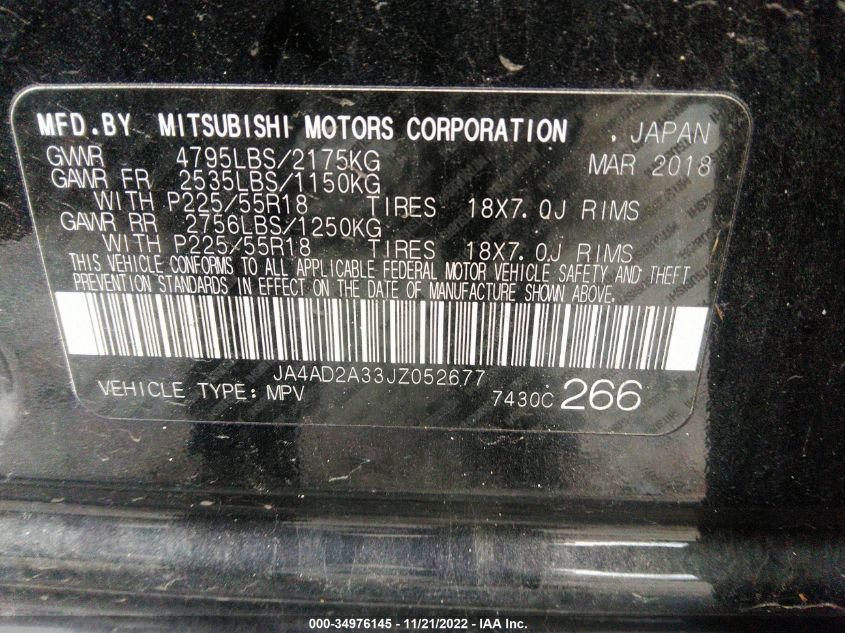 MFD.BY MITSUBISHI MOTORS CORPORATION . JAPAN
GVWR 4795LBS/2175KG MAR 2018
GAWR FR 2535LBS/1150KG
WITH P225/55R18 TIRES 18X7.0J RIMS
GAWR RR 2756LBS/1250KG
WITH P225/55R18 TIRES 18X7.0J RIMS
THIS VEHICLE CONFORMS TO ALL APPLICABLE FEDERAL MOTOR VEHICLE SAFETY AND THEFT
PREVENTION STANDARDS IN EFFECT ON THE DATE OF MANUFACTURE SHOWN ABOVE.
JA4AD2A33JZ052677
VEHICLE TYPE: MPV 7430C 266
000-34976145 - 11/21/2022 - IAA Inc.